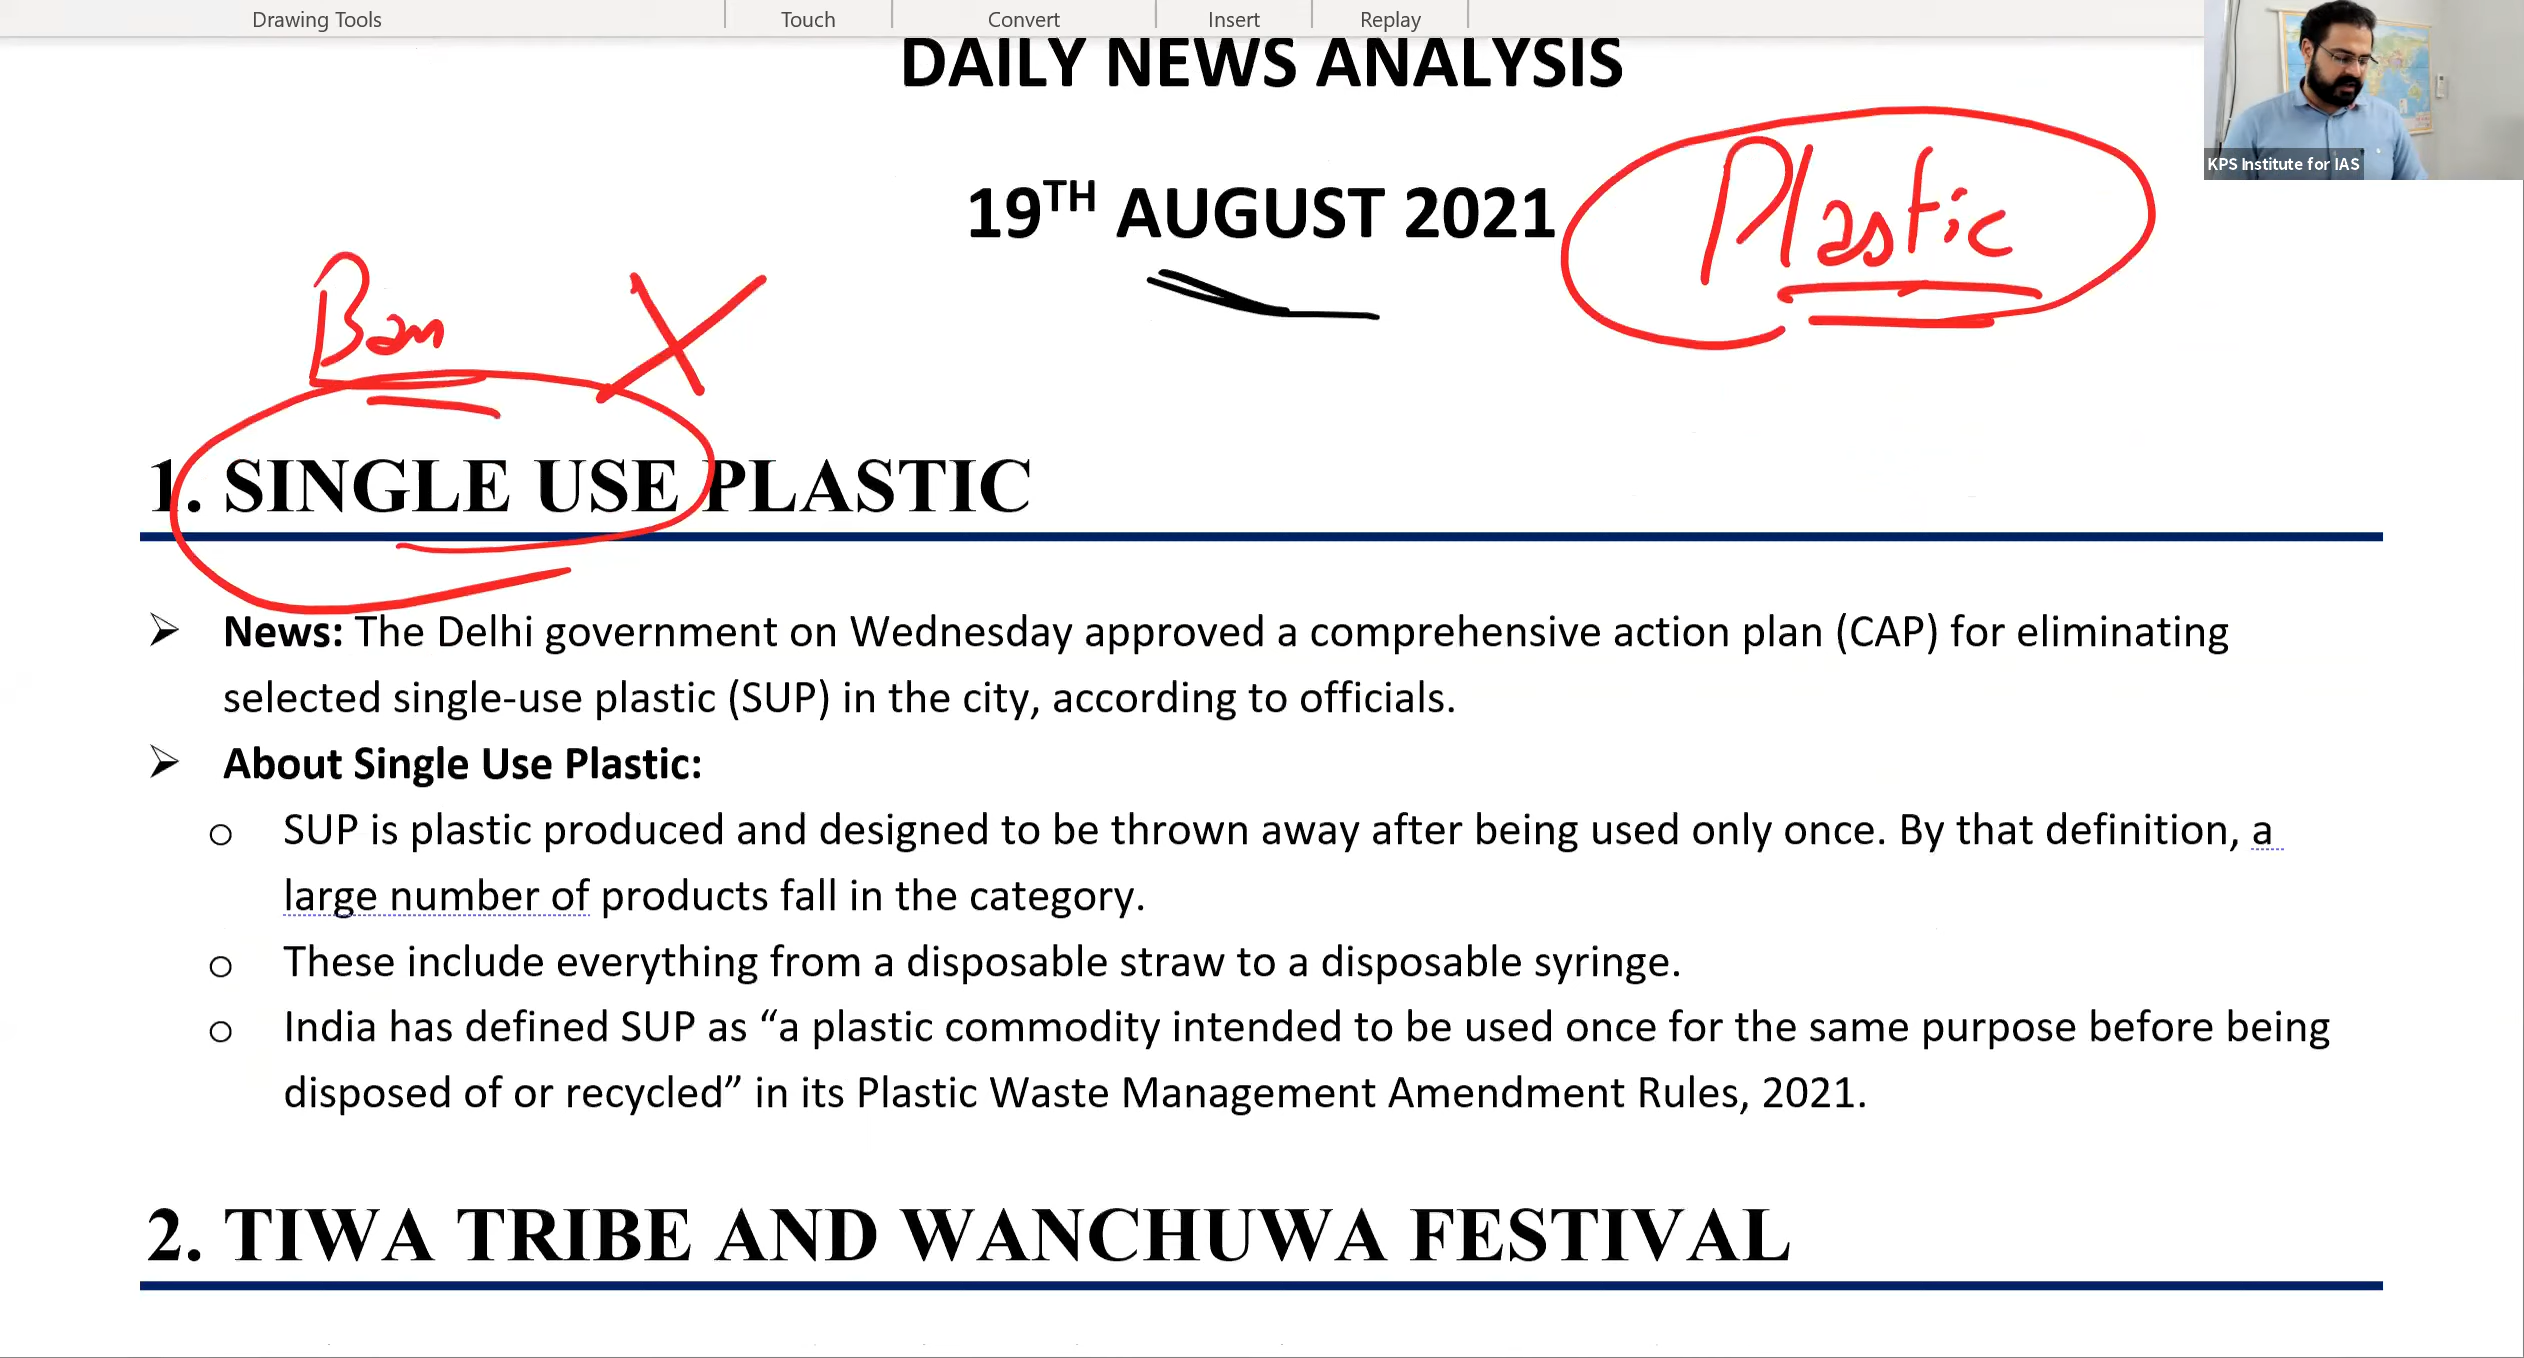 Drawing Tools Touch Convert Insert Replay
DAILY NEWS ANALYSIS
KPS Institute for IAS
19TH AUGUST 2021
Plastic
Ban
1. SINGLE USE PLASTIC
➢ News: The Delhi government on Wednesday approved a comprehensive action plan (CAP) for eliminating
selected single-use plastic (SUP) in the city, according to officials.
➢ About Single Use Plastic:
o SUP is plastic produced and designed to be thrown away after being used only once. By that definition, a
large number of products fall in the category.
o These include everything from a disposable straw to a disposable syringe.
o India has defined SUP as “a plastic commodity intended to be used once for the same purpose before being
disposed of or recycled” in its Plastic Waste Management Amendment Rules, 2021.
2. TIWA TRIBE AND WANCHUWA FESTIVAL